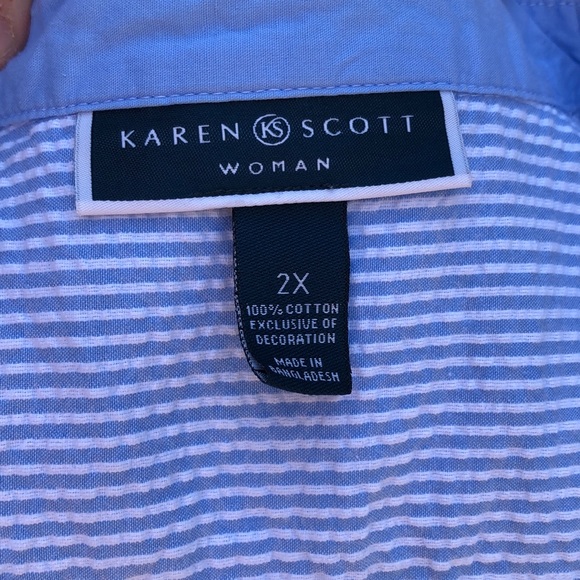 KAREN KS SCOTT
WOMAN
2X
100% COTTON
EXCLUSIVE OF
DECORATION
MADE IN
BANGLADESH